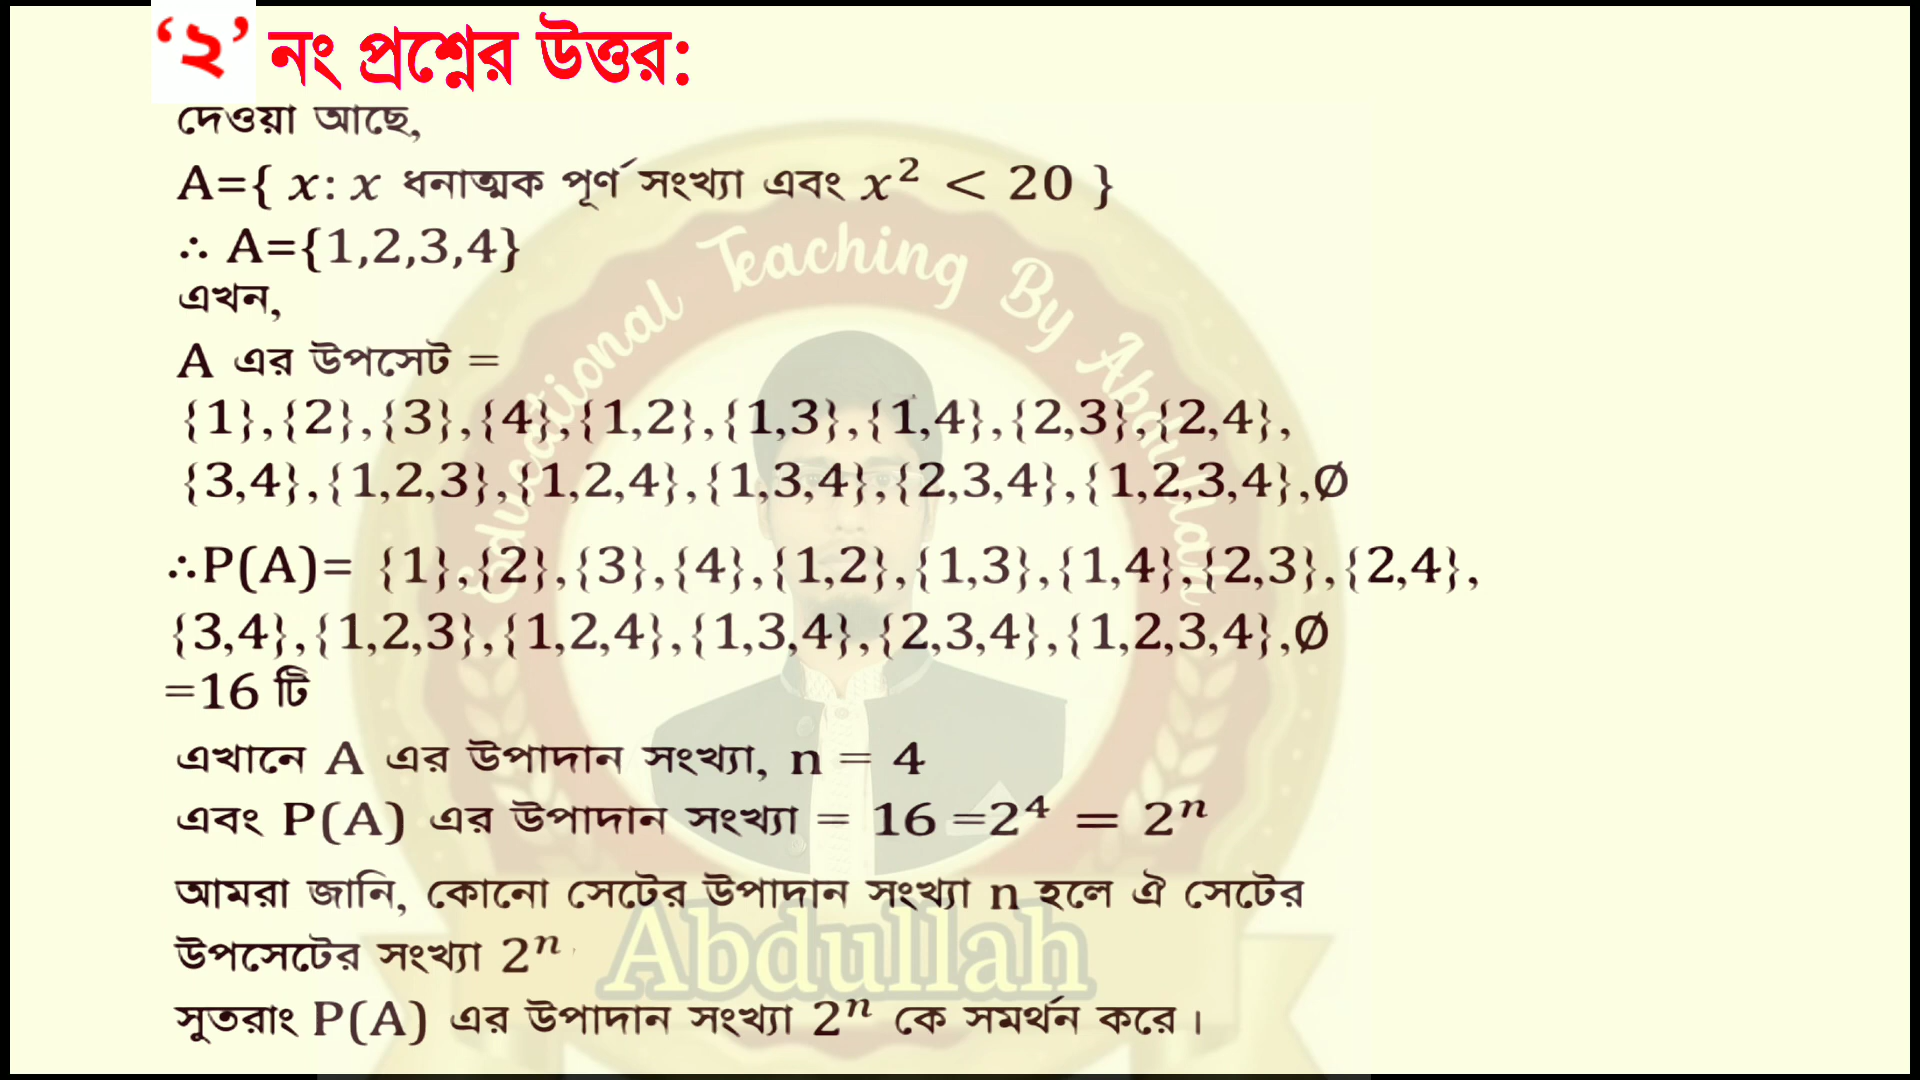 ‘২’ নং প্রশ্নের উত্তর:
দেওয়া আছে,
A={ x: x ধনাত্মক পূর্ণ সংখ্যা এবং x² < 20 }
∴ A={1,2,3,4}
এখন,
A এর উপসেট =
{1},{2},{3},{4},{1,2},{1,3},{1,4},{2,3},{2,4},
{3,4},{1,2,3},{1,2,4},{1,3,4},{2,3,4},{1,2,3,4},∅
∴P(A)= {1},{2},{3},{4},{1,2},{1,3},{1,4},{2,3},{2,4},
{3,4},{1,2,3},{1,2,4},{1,3,4},{2,3,4},{1,2,3,4},∅
=16 টি
এখানে A এর উপাদান সংখ্যা, n = 4
এবং P(A) এর উপাদান সংখ্যা = 16 =2⁴ = 2ⁿ
আমরা জানি, কোনো সেটের উপাদান সংখ্যা n হলে ঐ সেটের
উপসেটের সংখ্যা 2ⁿ
সুতরাং P(A) এর উপাদান সংখ্যা 2ⁿ কে সমর্থন করে।
Educational Teaching By Abdullah
Abdullah